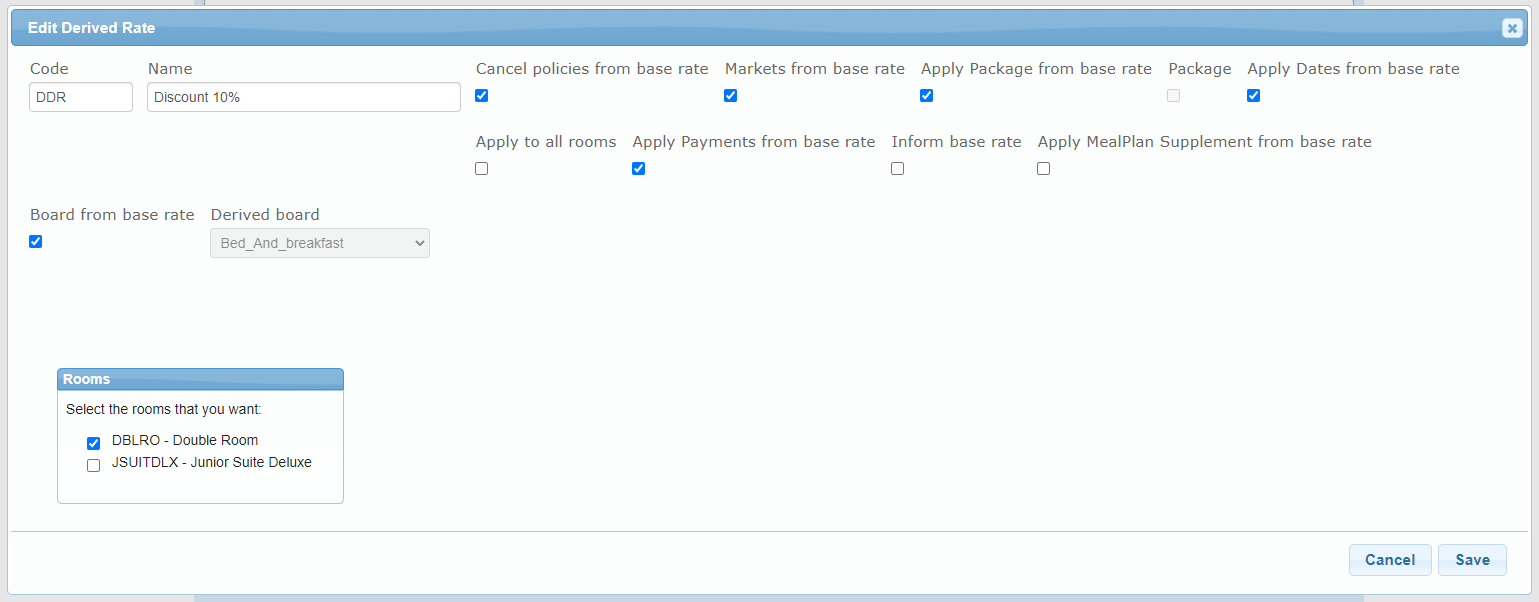 Edit Derived Rate
Code Name Cancel policies from base rate Markets from base rate Apply Package from base rate Package Apply Dates from base rate
DDR Discount 10%
Apply to all rooms Apply Payments from base rate Inform base rate Apply MealPlan Supplement from base rate
Board from base rate Derived board
Bed_And_breakfast
Rooms
Select the rooms that you want:
DBLRO - Double Room
JSUITDLX - Junior Suite Deluxe
Cancel Save